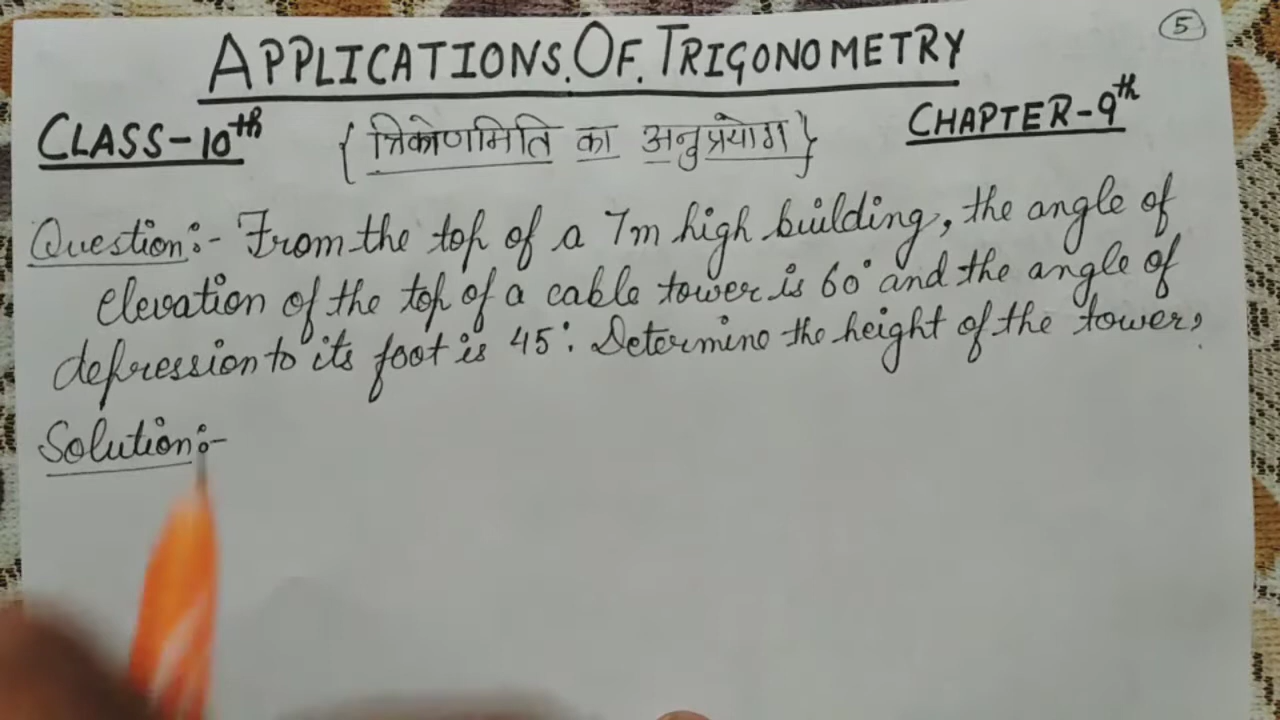 5
APPLICATIONS.OF.TRIGONOMETRY
CLASS-10th {त्रिकोणमिति का अनुप्रयोग} CHAPTER-9th
Question:- From the top of a 7m high building, the angle of
elevation of the top of a cable tower is 60° and the angle of
depression to its foot is 45°. Determine the height of the tower.
Solution:-